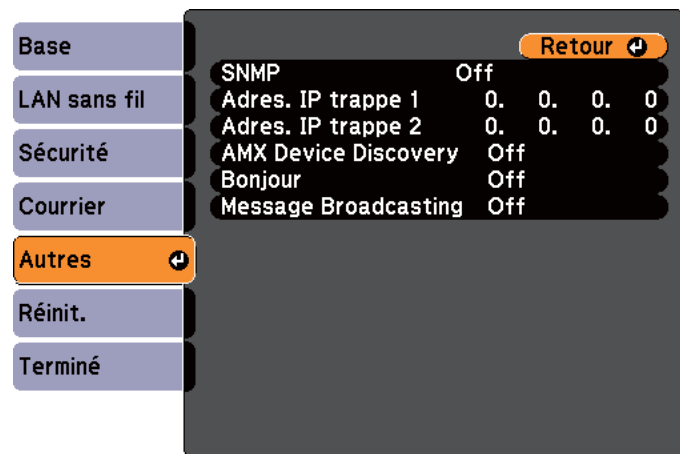 Base
LAN sans fil
Sécurité
Courrier
Autres
Réinit.
Terminé
Retour
SNMP Off
Adres. IP trappe 1 0. 0. 0. 0
Adres. IP trappe 2 0. 0. 0. 0
AMX Device Discovery Off
Bonjour Off
Message Broadcasting Off